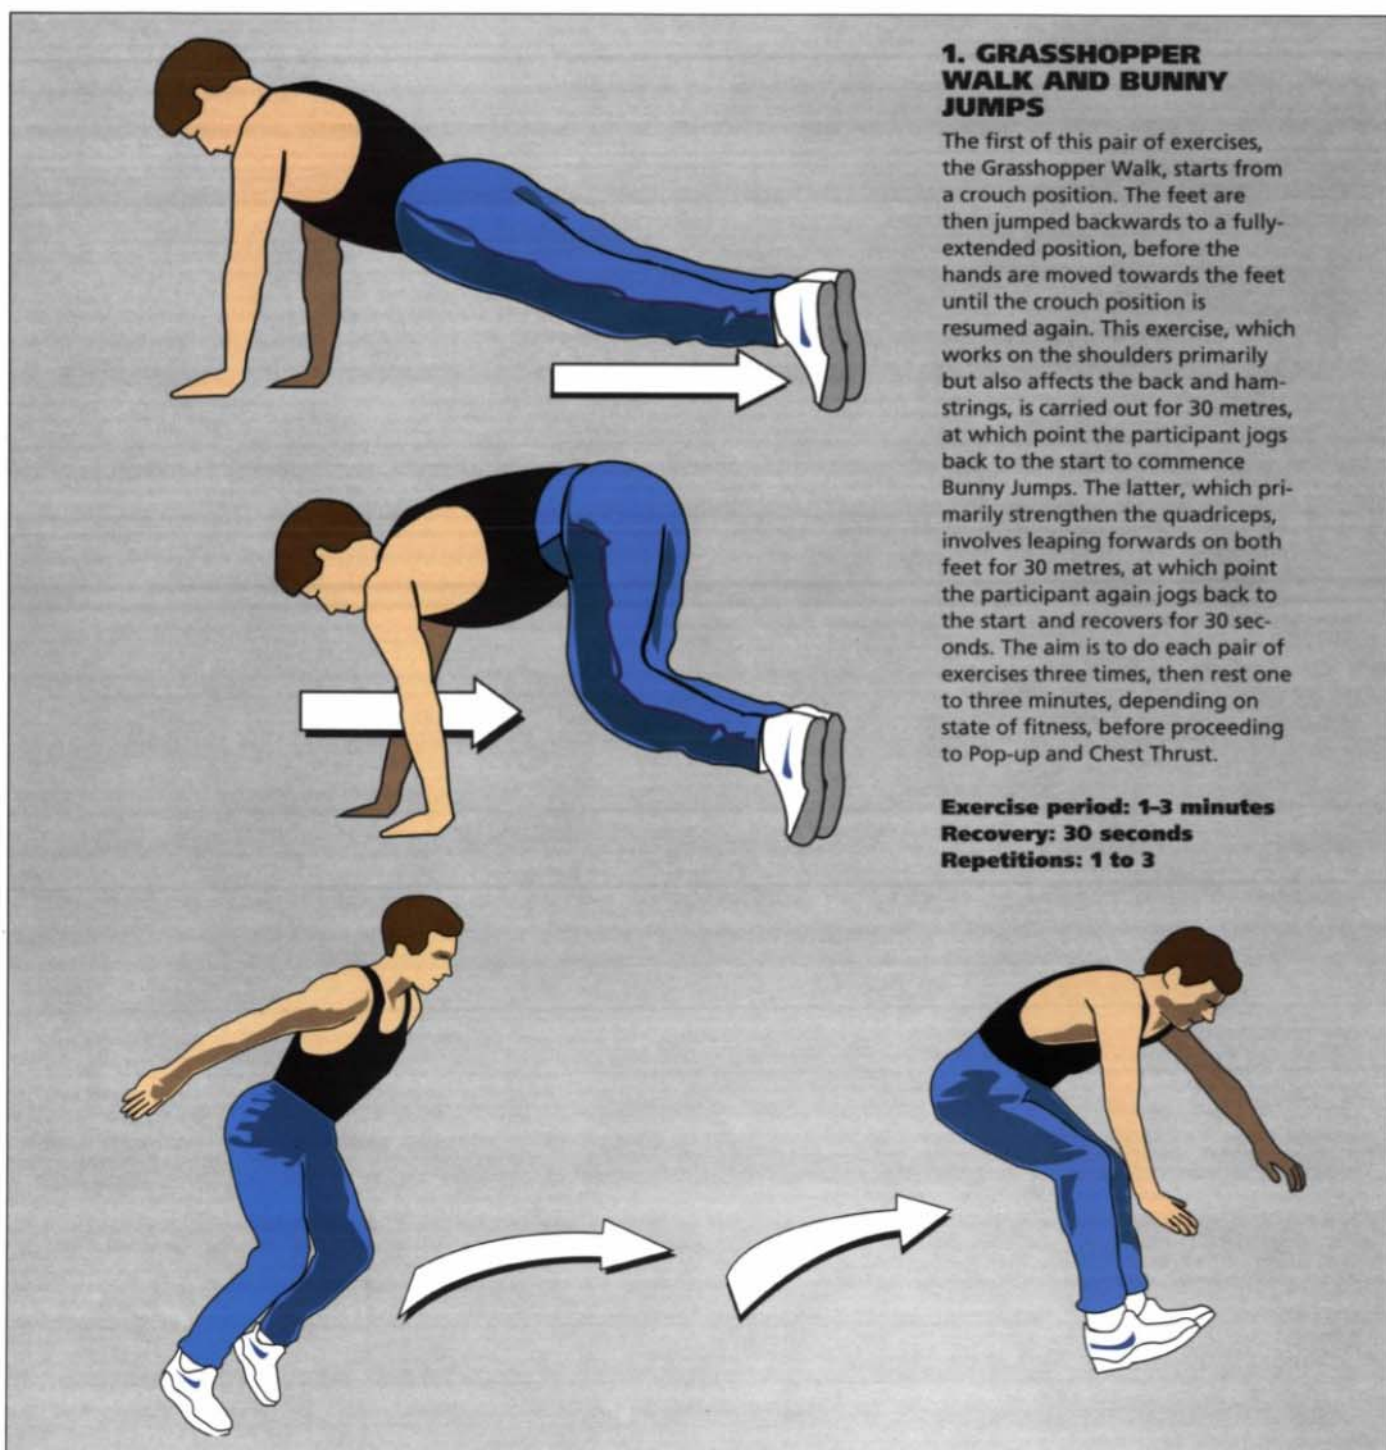 1. GRASSHOPPER
WALK AND BUNNY
JUMPS
The first of this pair of exercises,
the Grasshopper Walk, starts from
a crouch position. The feet are
then jumped backwards to a fully-
extended position, before the
hands are moved towards the feet
until the crouch position is
resumed again. This exercise, which
works on the shoulders primarily
but also affects the back and ham-
strings, is carried out for 30 metres,
at which point the participant jogs
back to the start to commence
Bunny Jumps. The latter, which pri-
marily strengthen the quadriceps,
involves leaping forwards on both
feet for 30 metres, at which point
the participant again jogs back to
the start and recovers for 30 sec-
onds. The aim is to do each pair of
exercises three times, then rest one
to three minutes, depending on
state of fitness, before proceeding
to Pop-up and Chest Thrust.
Exercise period: 1–3 minutes
Recovery: 30 seconds
Repetitions: 1 to 3